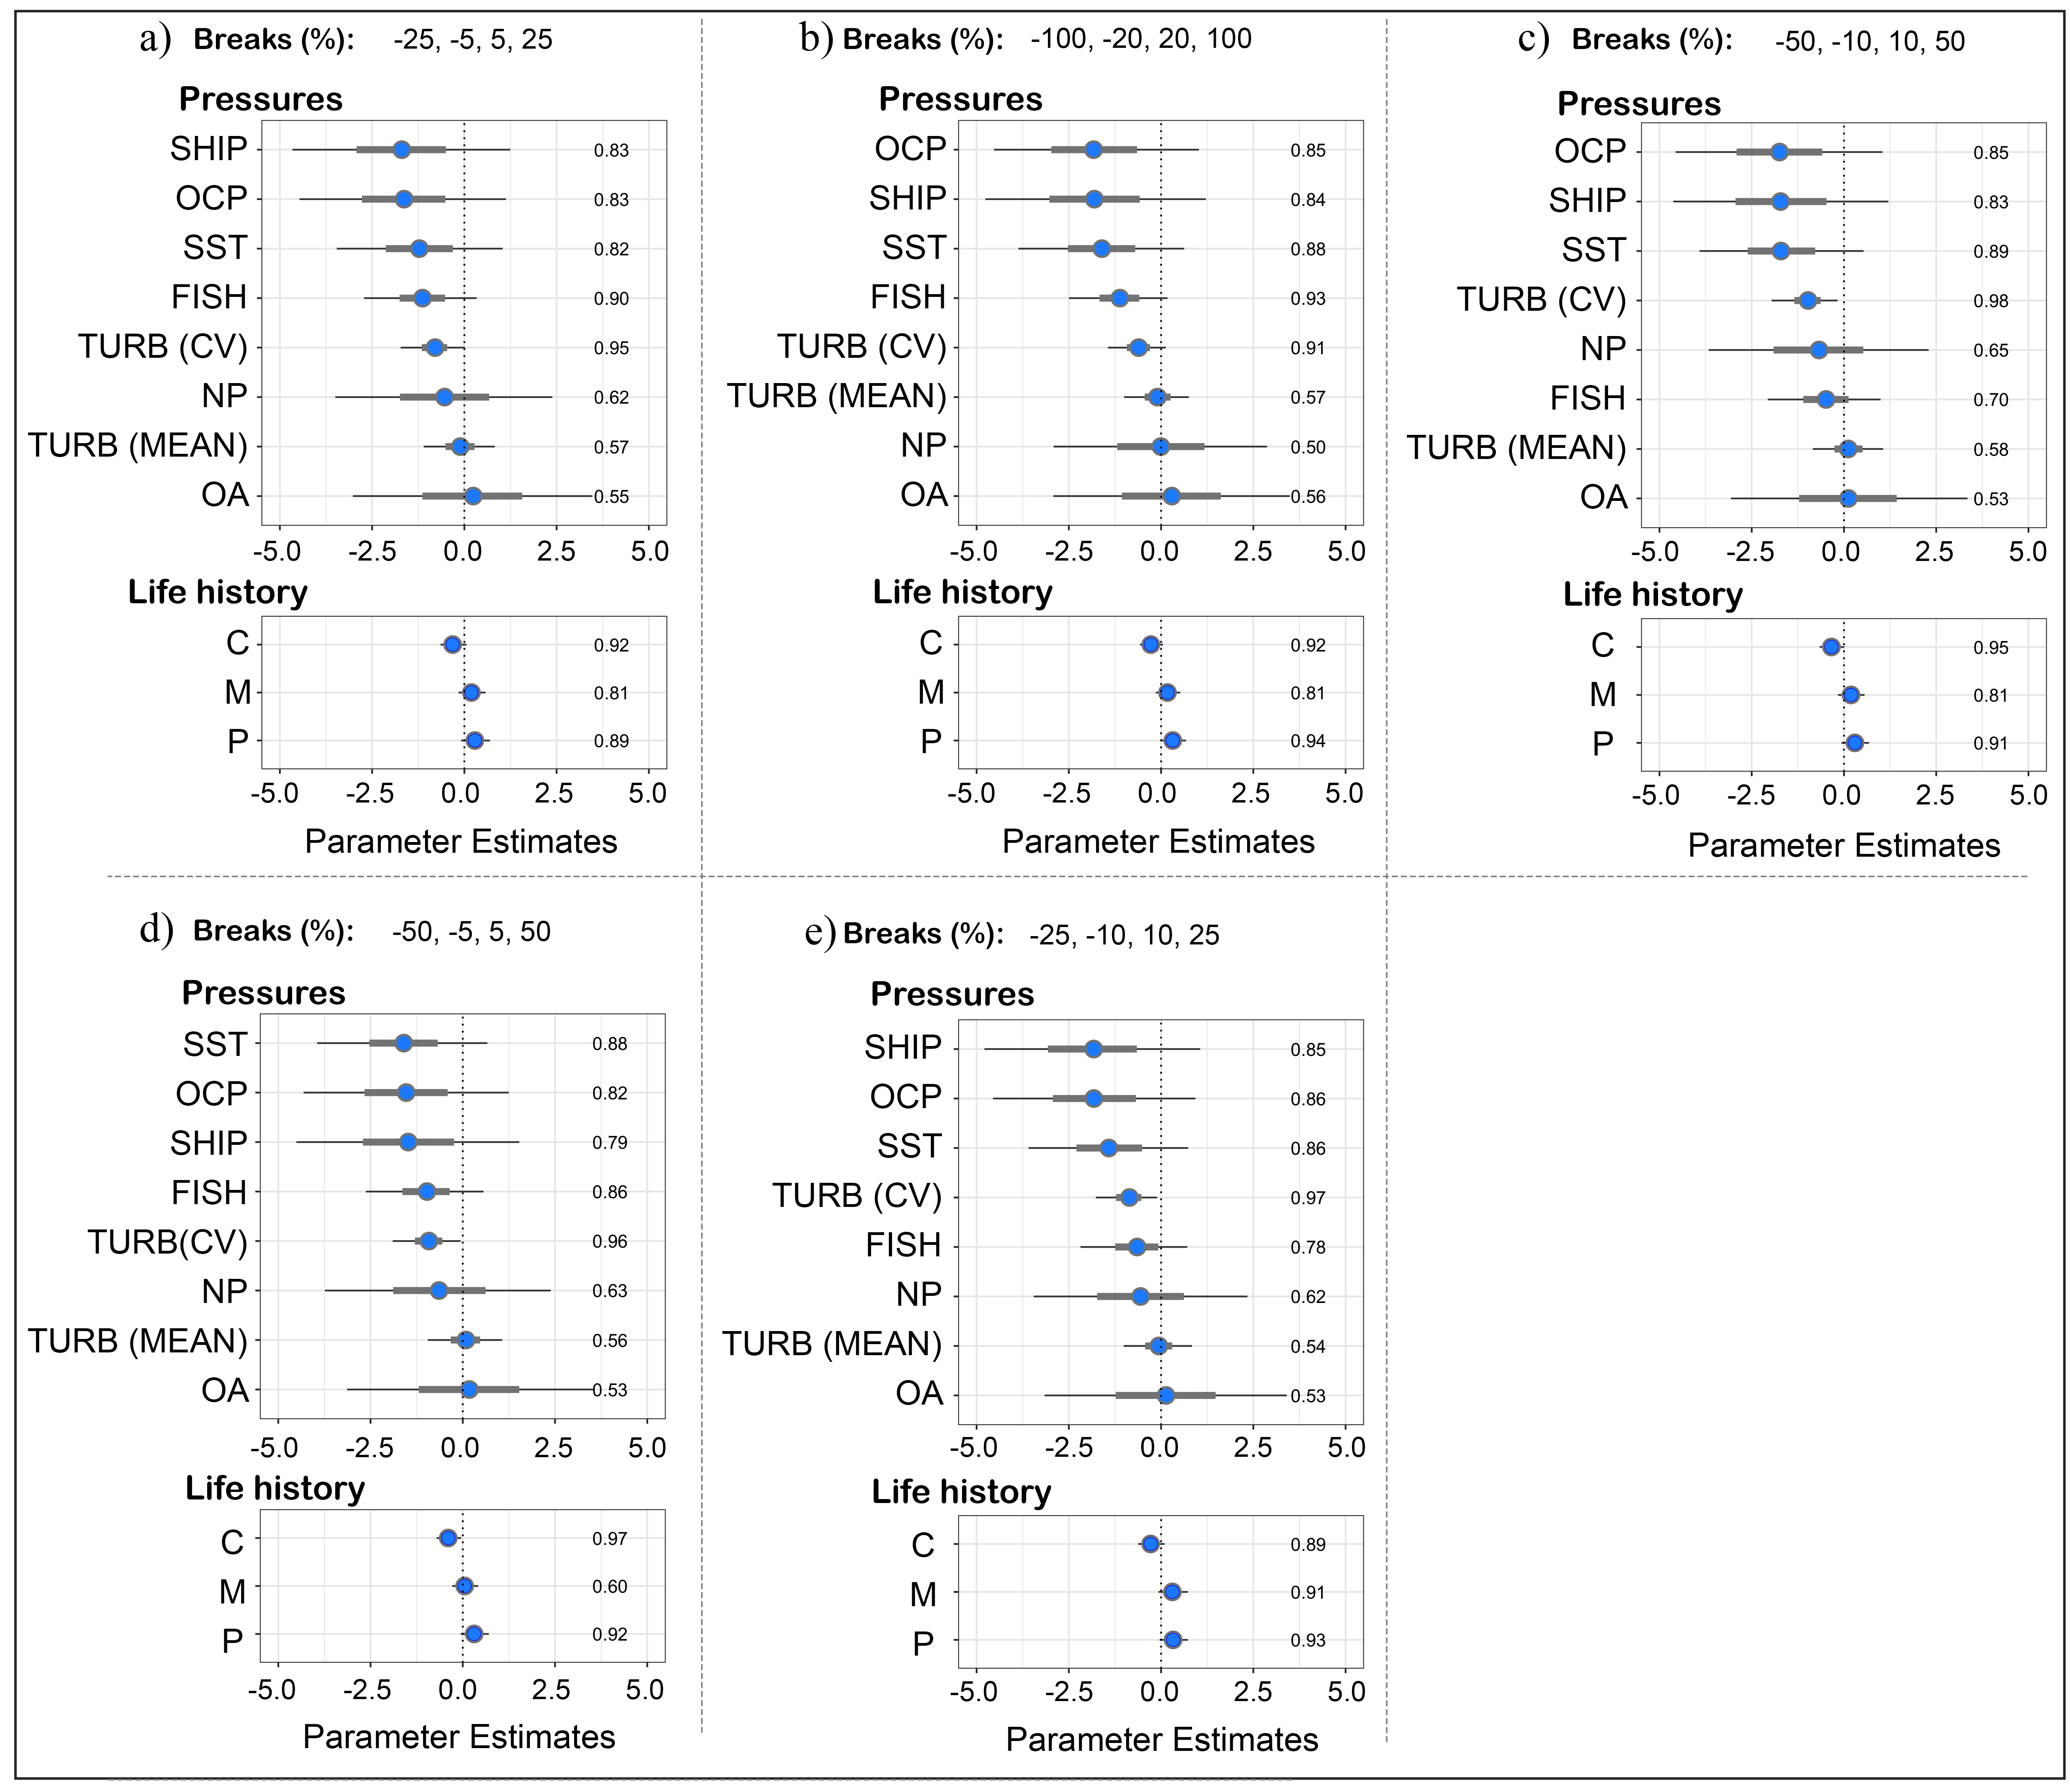 a) Breaks (%): -25, -5, 5, 25
Pressures
SHIP 0.83
OCP 0.83
SST 0.82
FISH 0.90
TURB (CV) 0.95
NP 0.62
TURB (MEAN) 0.57
OA 0.55
-5.0 -2.5 0.0 2.5 5.0
Life history
C 0.92
M 0.81
P 0.89
-5.0 -2.5 0.0 2.5 5.0
Parameter Estimates
b) Breaks (%): -100, -20, 20, 100
Pressures
OCP 0.85
SHIP 0.84
SST 0.88
FISH 0.93
TURB (CV) 0.91
TURB (MEAN) 0.57
NP 0.50
OA 0.56
-5.0 -2.5 0.0 2.5 5.0
Life history
C 0.92
M 0.81
P 0.94
-5.0 -2.5 0.0 2.5 5.0
Parameter Estimates
c) Breaks (%): -50, -10, 10, 50
Pressures
OCP 0.85
SHIP 0.83
SST 0.89
TURB (CV) 0.98
NP 0.65
FISH 0.70
TURB (MEAN) 0.58
OA 0.53
-5.0 -2.5 0.0 2.5 5.0
Life history
C 0.95
M 0.81
P 0.91
-5.0 -2.5 0.0 2.5 5.0
Parameter Estimates
d) Breaks (%): -50, -5, 5, 50
Pressures
SST 0.88
OCP 0.82
SHIP 0.79
FISH 0.86
TURB(CV) 0.96
NP 0.63
TURB (MEAN) 0.56
OA 0.53
-5.0 -2.5 0.0 2.5 5.0
Life history
C 0.97
M 0.60
P 0.92
-5.0 -2.5 0.0 2.5 5.0
Parameter Estimates
e) Breaks (%): -25, -10, 10, 25
Pressures
SHIP 0.85
OCP 0.86
SST 0.86
TURB (CV) 0.97
FISH 0.78
NP 0.62
TURB (MEAN) 0.54
OA 0.53
-5.0 -2.5 0.0 2.5 5.0
Life history
C 0.89
M 0.91
P 0.93
-5.0 -2.5 0.0 2.5 5.0
Parameter Estimates